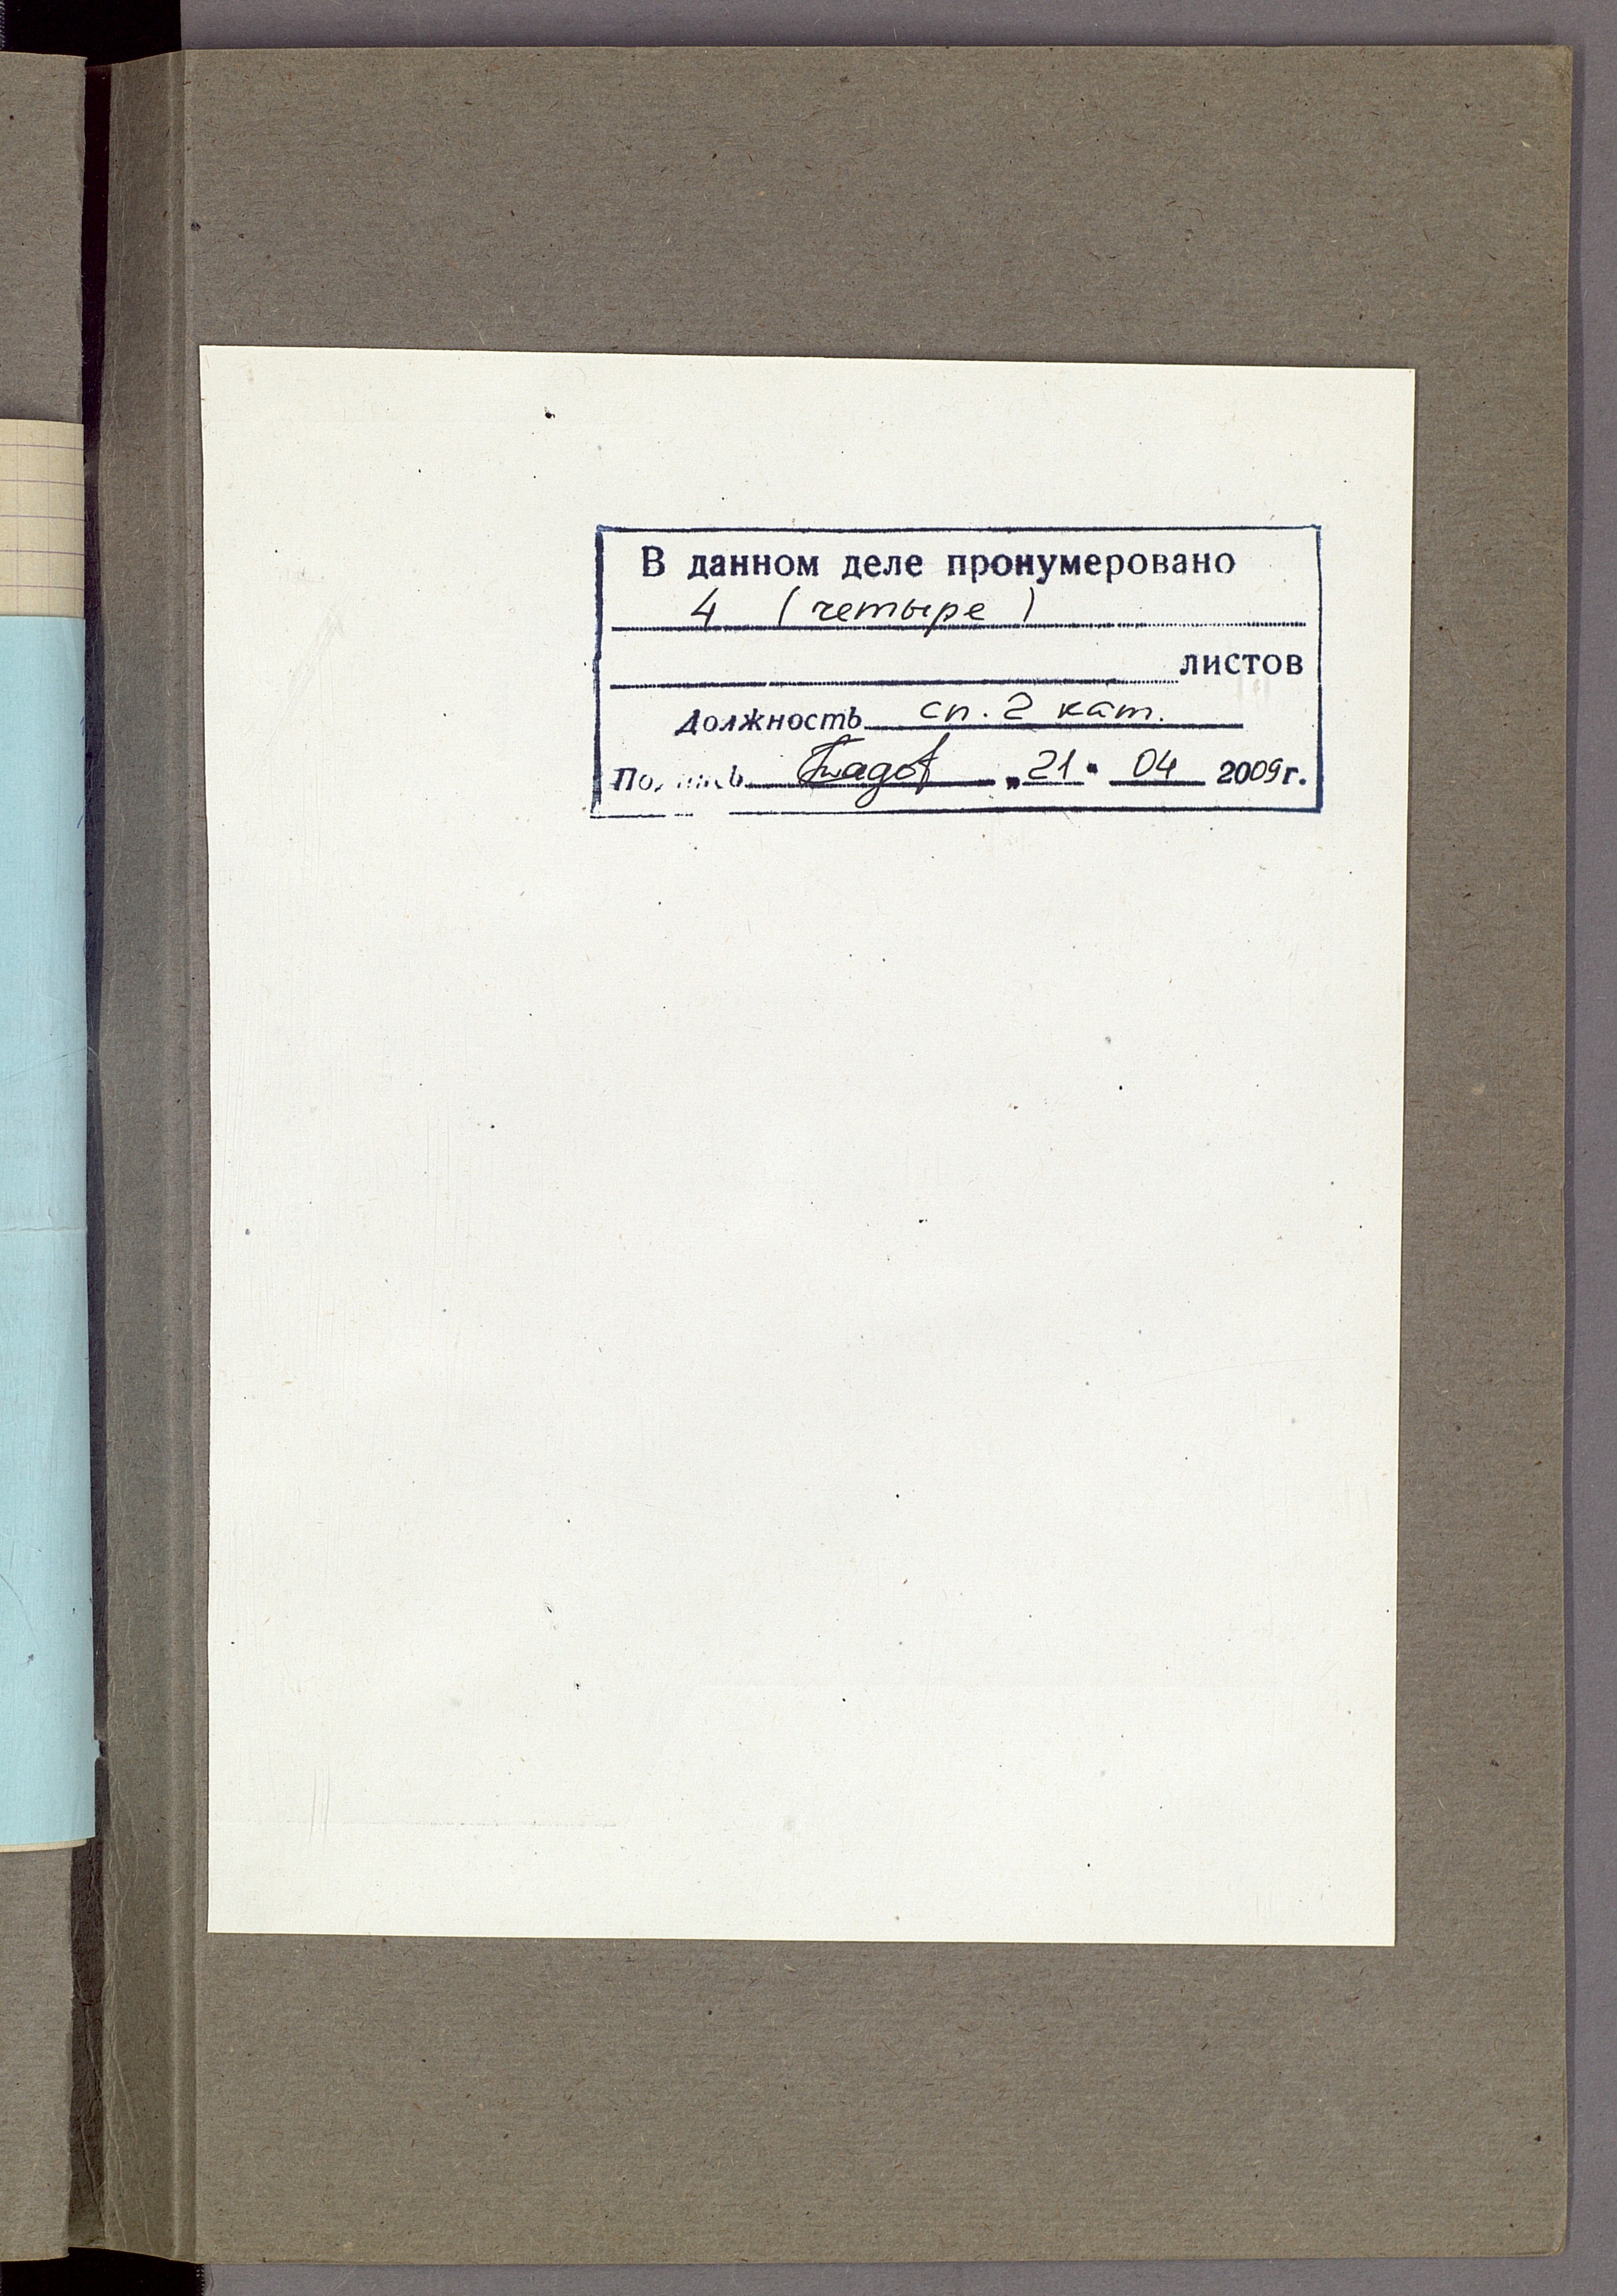 В данном деле пронумеровано
4 (четыре)
листов
Должность сп. 2 кат.
„21" 04 2009г.